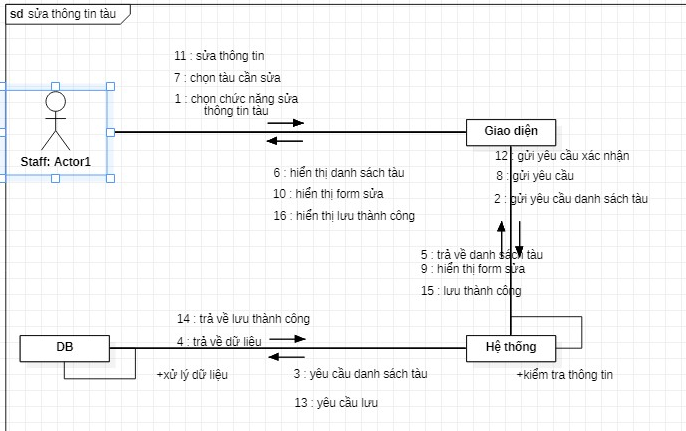 sd sửa thông tin tàu
11 : sửa thông tin
7 : chọn tàu cần sửa
1 : chọn chức năng sửa
thông tin tàu
Giao diện
Staff: Actor1
12 : gửi yêu cầu xác nhận
8 : gửi yêu cầu
2 : gửi yêu cầu danh sách tàu
6 : hiển thị danh sách tàu
10 : hiển thị form sửa
16 : hiển thị lưu thành công
5 : trả về danh sách tàu
9 : hiển thị form sửa
15 : lưu thành công
14 : trả về lưu thành công
4 : trả về dữ liệu
DB
Hệ thống
+xử lý dữ liệu
3 : yêu cầu danh sách tàu
+kiểm tra thông tin
13 : yêu cầu lưu